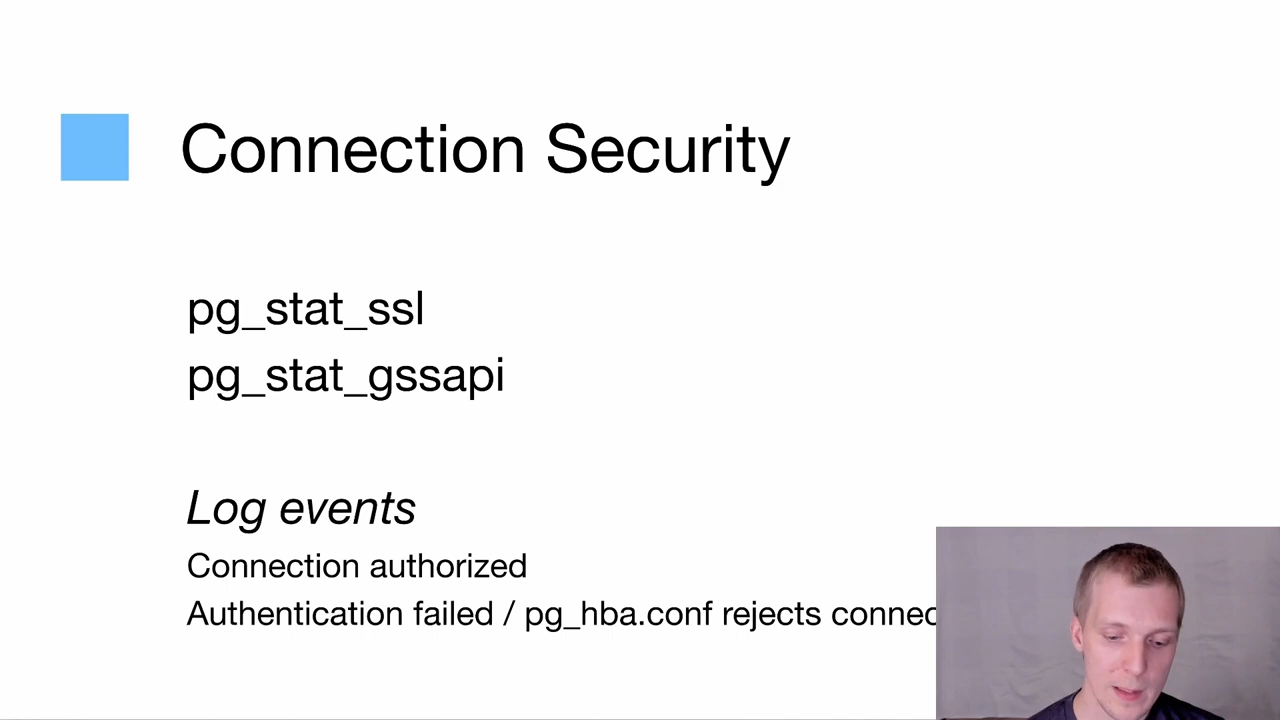 Connection Security
pg_stat_ssl
pg_stat_gssapi
Log events
Connection authorized
Authentication failed / pg_hba.conf rejects connec